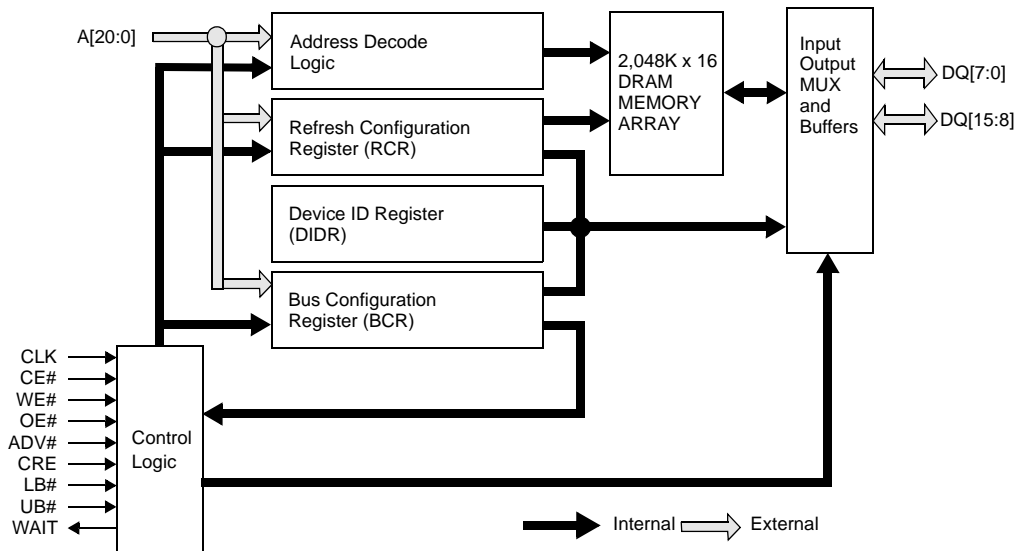 A[20:0]
Address Decode
Logic
2,048K x 16
DRAM
MEMORY
ARRAY
Input
Output
MUX
and
Buffers
DQ[7:0]
DQ[15:8]
Refresh Configuration
Register (RCR)
Device ID Register
(DIDR)
Bus Configuration
Register (BCR)
CLK
CE#
WE#
OE#
ADV#
CRE
LB#
UB#
WAIT
Control
Logic
Internal
External